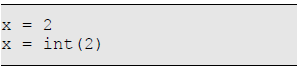 x = 2
x = int(2)